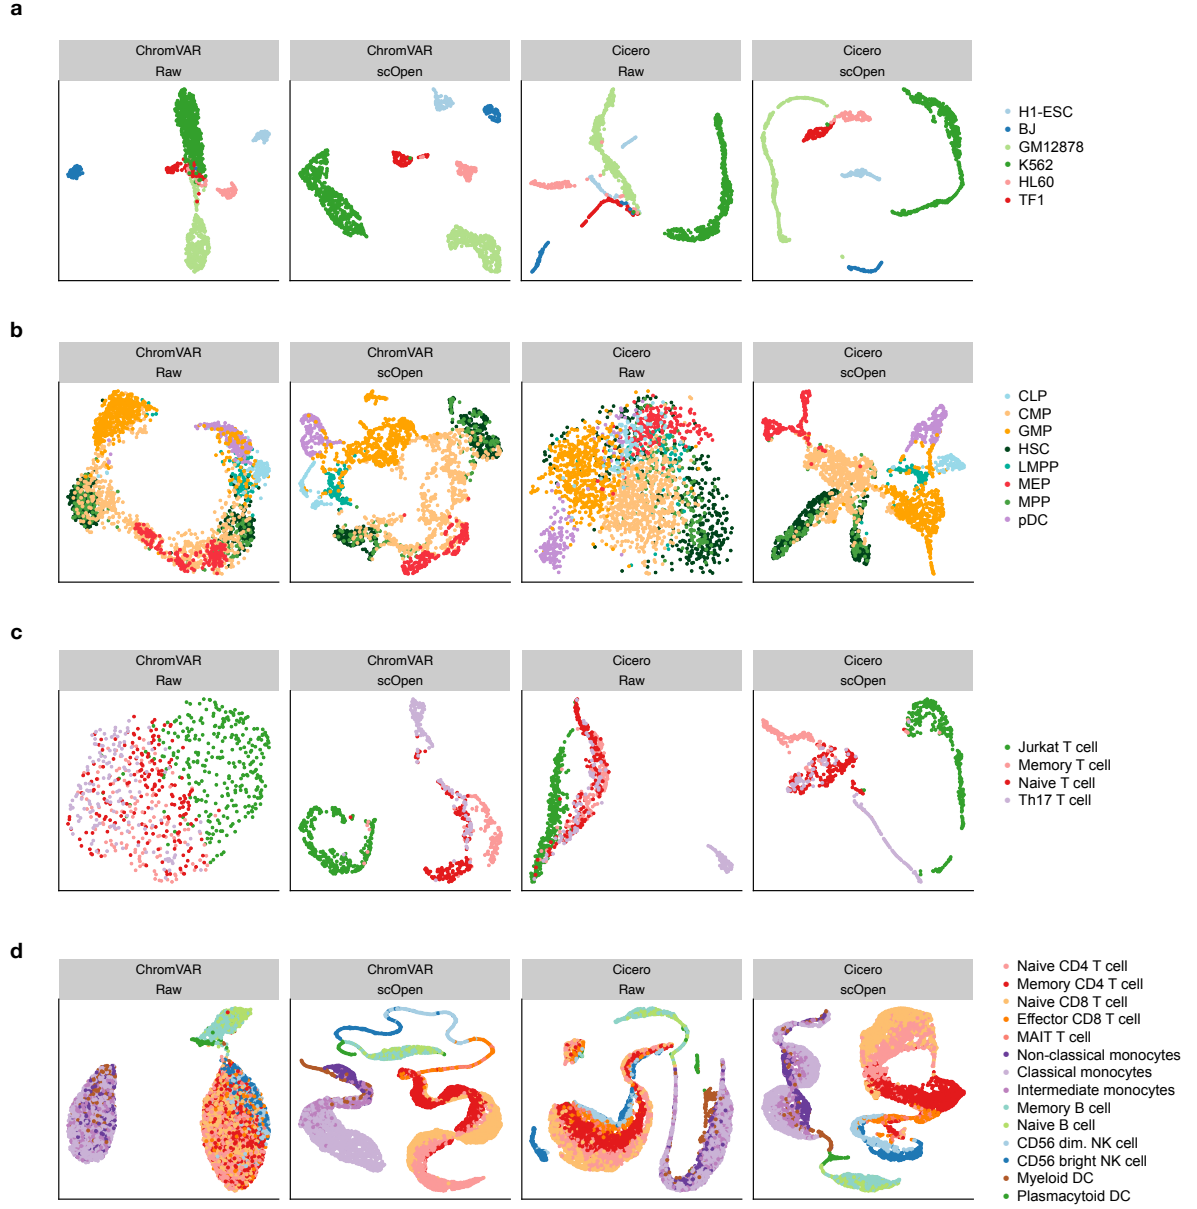 a
ChromVAR
Raw
ChromVAR
scOpen
Cicero
Raw
Cicero
scOpen
H1-ESC
BJ
GM12878
K562
HL60
TF1
b
ChromVAR
Raw
ChromVAR
scOpen
Cicero
Raw
Cicero
scOpen
CLP
CMP
GMP
HSC
LMPP
MEP
MPP
pDC
c
ChromVAR
Raw
ChromVAR
scOpen
Cicero
Raw
Cicero
scOpen
Jurkat T cell
Memory T cell
Naive T cell
Th17 T cell
d
ChromVAR
Raw
ChromVAR
scOpen
Cicero
Raw
Cicero
scOpen
Naive CD4 T cell
Memory CD4 T cell
Naive CD8 T cell
Effector CD8 T cell
MAIT T cell
Non-classical monocytes
Classical monocytes
Intermediate monocytes
Memory B cell
Naive B cell
CD56 dim. NK cell
CD56 bright NK cell
Myeloid DC
Plasmacytoid DC